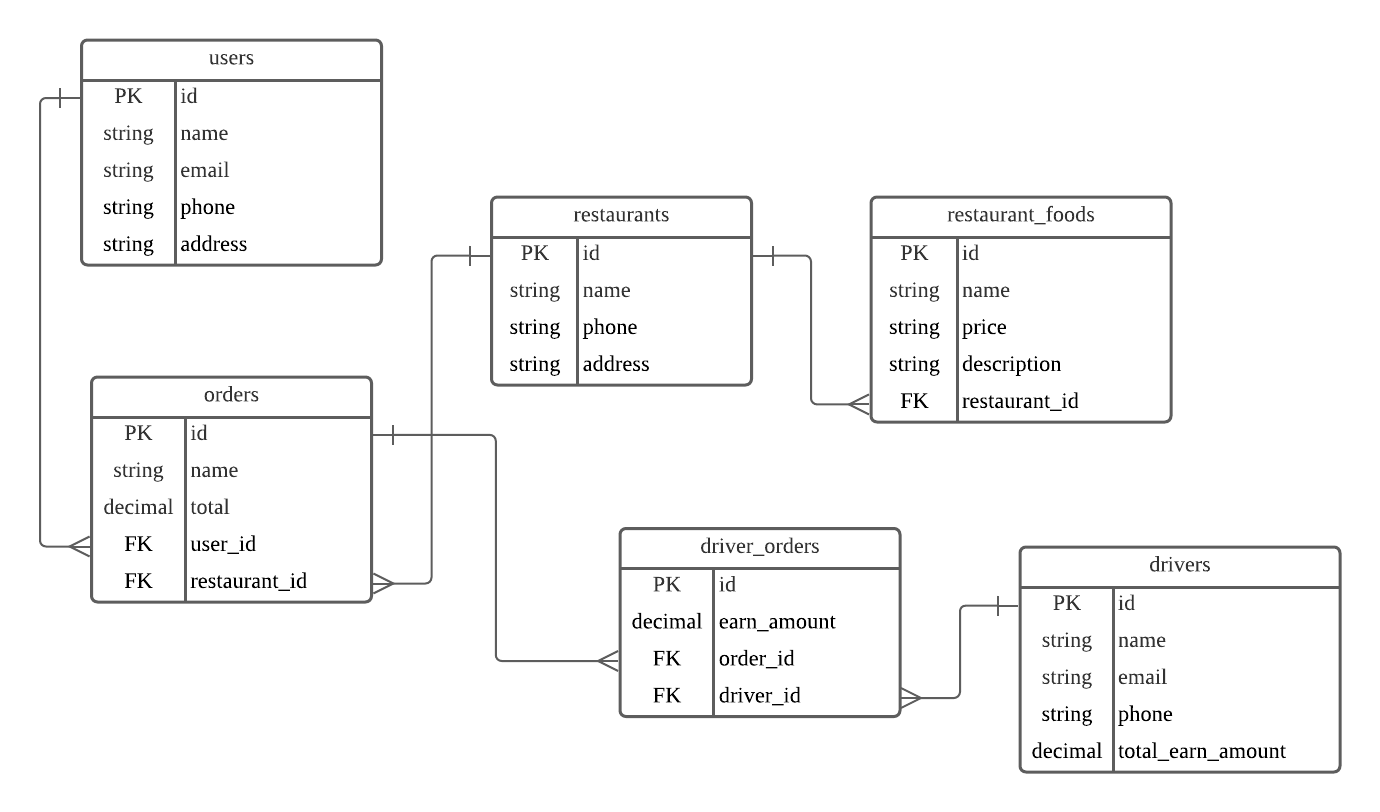 users
PK id
string name
string email
string phone
string address
restaurants
PK id
string name
string phone
string address
restaurant_foods
PK id
string name
string price
string description
FK restaurant_id
orders
PK id
string name
decimal total
FK user_id
FK restaurant_id
driver_orders
PK id
decimal earn_amount
FK order_id
FK driver_id
drivers
PK id
string name
string email
string phone
decimal total_earn_amount